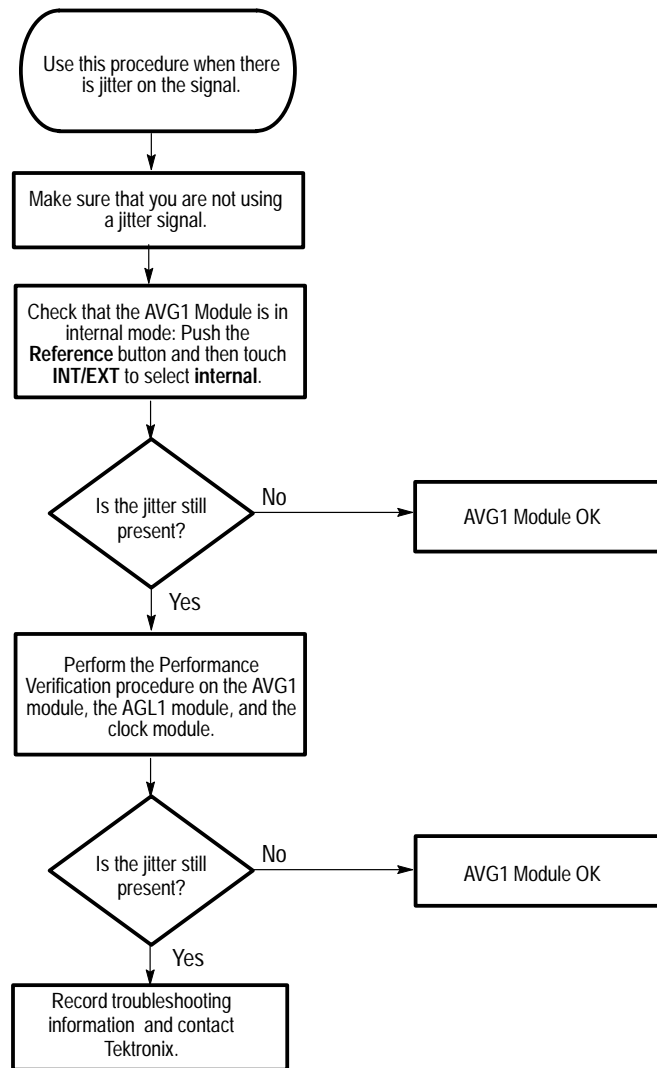 Use this procedure when there
is jitter on the signal.
Make sure that you are not using
a jitter signal.
Check that the AVG1 Module is in
internal mode: Push the
Reference button and then touch
INT/EXT to select internal.
Is the jitter still
present?
No
AVG1 Module OK
Yes
Perform the Performance
Verification procedure on the AVG1
module, the AGL1 module, and the
clock module.
Is the jitter still
present?
No
AVG1 Module OK
Yes
Record troubleshooting
information and contact
Tektronix.